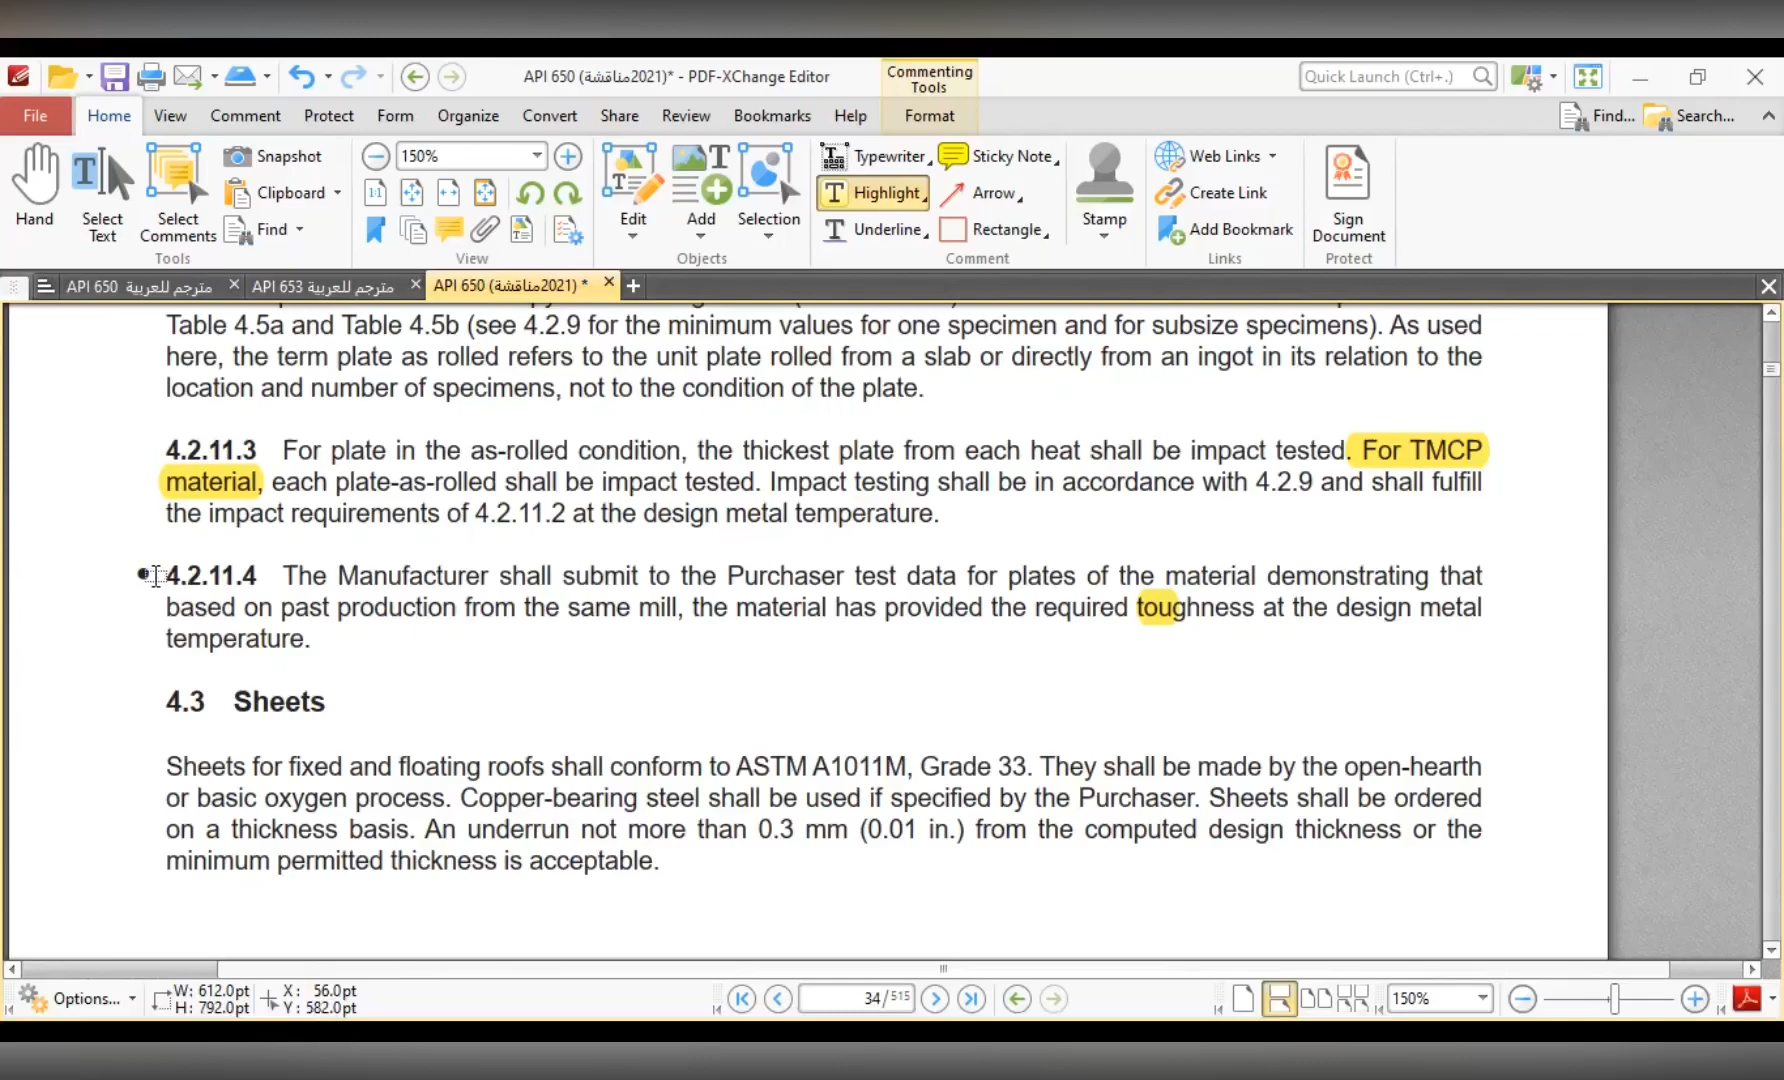 API 650 (مناقشة2021)* - PDF-XChange Editor
Commenting Tools
Quick Launch (Ctrl+.)
File Home View Comment Protect Form Organize Convert Share Review Bookmarks Help Format Find... Search...
Hand
Select Text
Select Comments
Snapshot
Clipboard
Find
Tools
150%
View
Edit
Add
Selection
Objects
Typewriter
Sticky Note
Highlight
Arrow
Underline
Rectangle
Comment
Stamp
Web Links
Create Link
Add Bookmark
Links
Sign Document
Protect
API 650 مترجم للعربية
API 653 مترجم للعربية
API 650 (مناقشة2021) *
Table 4.5a and Table 4.5b (see 4.2.9 for the minimum values for one specimen and for subsize specimens). As used
here, the term plate as rolled refers to the unit plate rolled from a slab or directly from an ingot in its relation to the
location and number of specimens, not to the condition of the plate.
4.2.11.3 For plate in the as-rolled condition, the thickest plate from each heat shall be impact tested. For TMCP
material, each plate-as-rolled shall be impact tested. Impact testing shall be in accordance with 4.2.9 and shall fulfill
the impact requirements of 4.2.11.2 at the design metal temperature.
4.2.11.4 The Manufacturer shall submit to the Purchaser test data for plates of the material demonstrating that
based on past production from the same mill, the material has provided the required toughness at the design metal
temperature.
4.3 Sheets
Sheets for fixed and floating roofs shall conform to ASTM A1011M, Grade 33. They shall be made by the open-hearth
or basic oxygen process. Copper-bearing steel shall be used if specified by the Purchaser. Sheets shall be ordered
on a thickness basis. An underrun not more than 0.3 mm (0.01 in.) from the computed design thickness or the
minimum permitted thickness is acceptable.
Options...
W: 612.0pt
H: 792.0pt
X: 56.0pt
Y: 582.0pt
34/515
150%